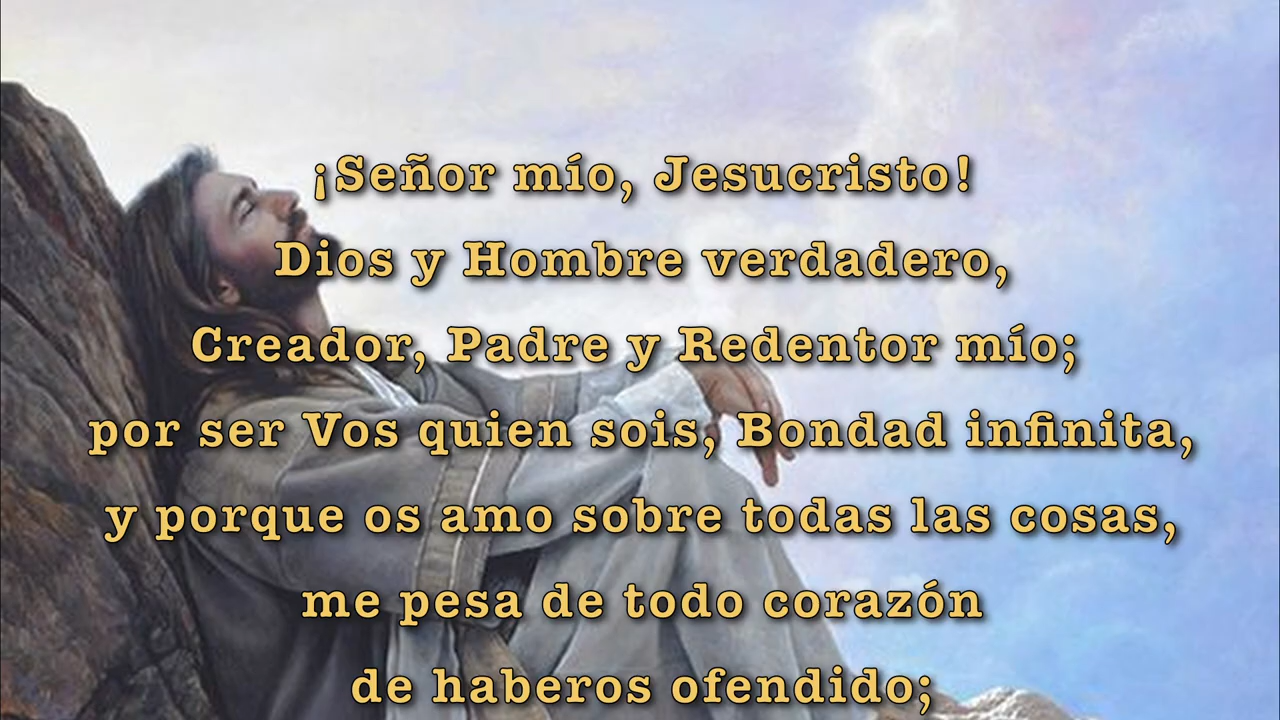 ¡Señor mío, Jesucristo!
Dios y Hombre verdadero,
Creador, Padre y Redentor mío;
por ser Vos quien sois, Bondad infinita,
y porque os amo sobre todas las cosas,
me pesa de todo corazón
de haberos ofendido;